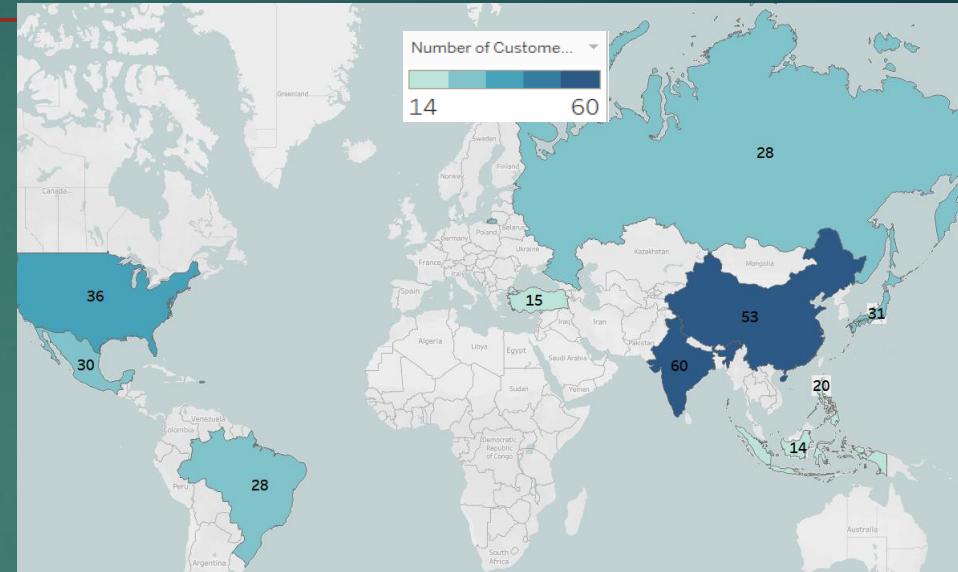 Number of Custome...
14 60
Greenland
Sweden
Finland
Norway
28
Canada
Belarus
Poland
Germany
Ukraine
France
Kazakhstan
Mongolia
Italy
Spain
36
15
53
31
Iraq
Iran
30
Algeria
Libya
Egypt
Pakistan
60
Saudi Arabia
20
Sudan
Yemen
Venezuela
Colombia
14
Democratic
Republic
of Congo
Peru
28
Australia
South
Africa
Argentina